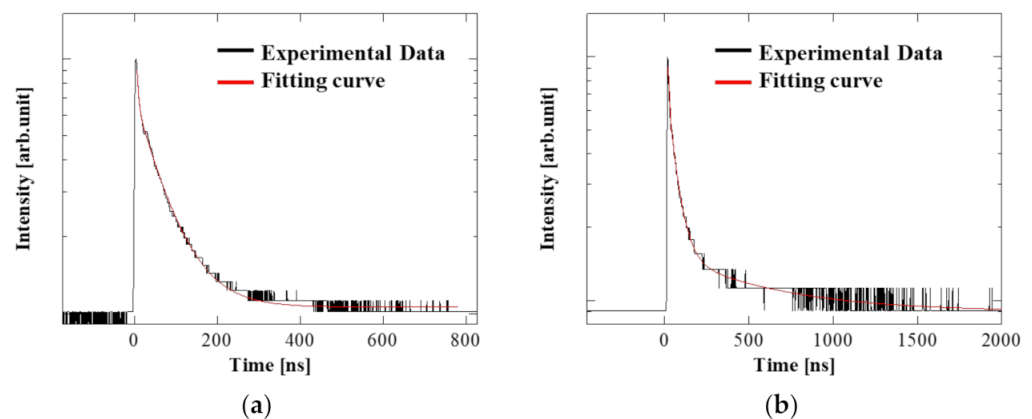 Experimental Data
Fitting curve
Intensity [arb.unit]
0 200 400 600 800
Time [ns]
(a)
Experimental Data
Fitting curve
Intensity [arb.unit]
0 500 1000 1500 2000
Time [ns]
(b)